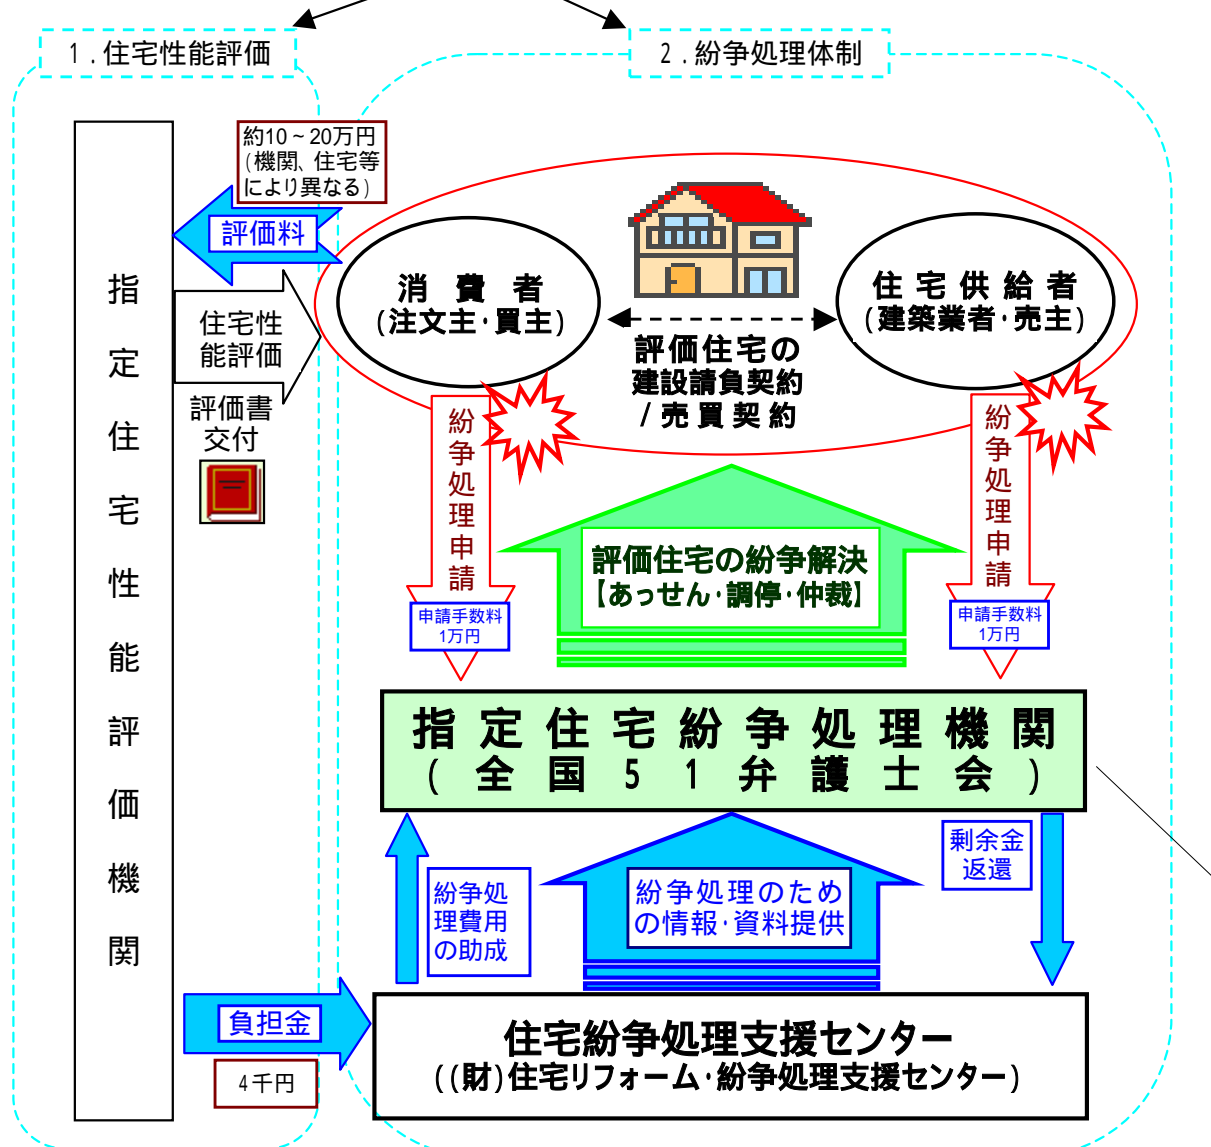 1．住宅性能評価
2．紛争処理体制
約10～20万円
(機関、住宅等
により異なる)
評価料
指定住宅性能評価機関
住宅性
能評価
評価書
交付
消費者
(注文主・買主)
住宅供給者
(建築業者・売主)
評価住宅の
建設請負契約
/売買契約
紛争処理申請
申請手数料
1万円
紛争処理申請
申請手数料
1万円
評価住宅の紛争解決
【あっせん・調停・仲裁】
指定住宅紛争処理機関
(全国51弁護士会)
紛争処
理費用
の助成
紛争処理のため
の情報・資料提供
剰余金
返還
負担金
4千円
住宅紛争処理支援センター
((財)住宅リフォーム・紛争処理支援センター)